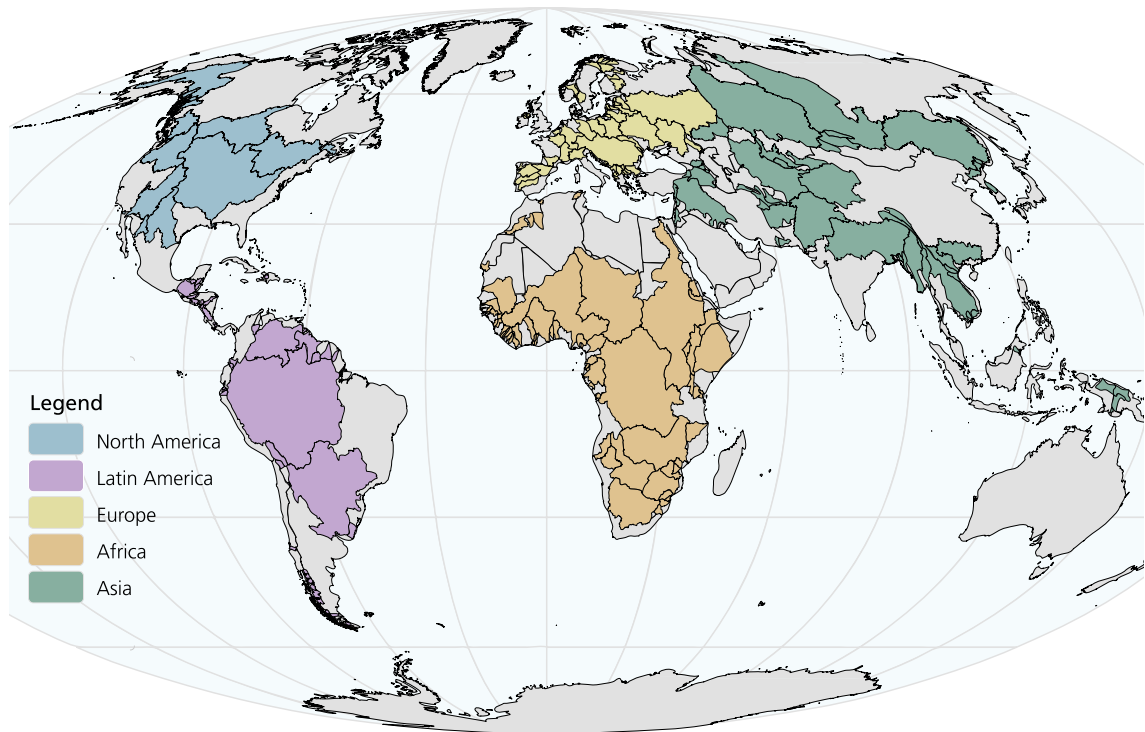 Legend
North America
Latin America
Europe
Africa
Asia